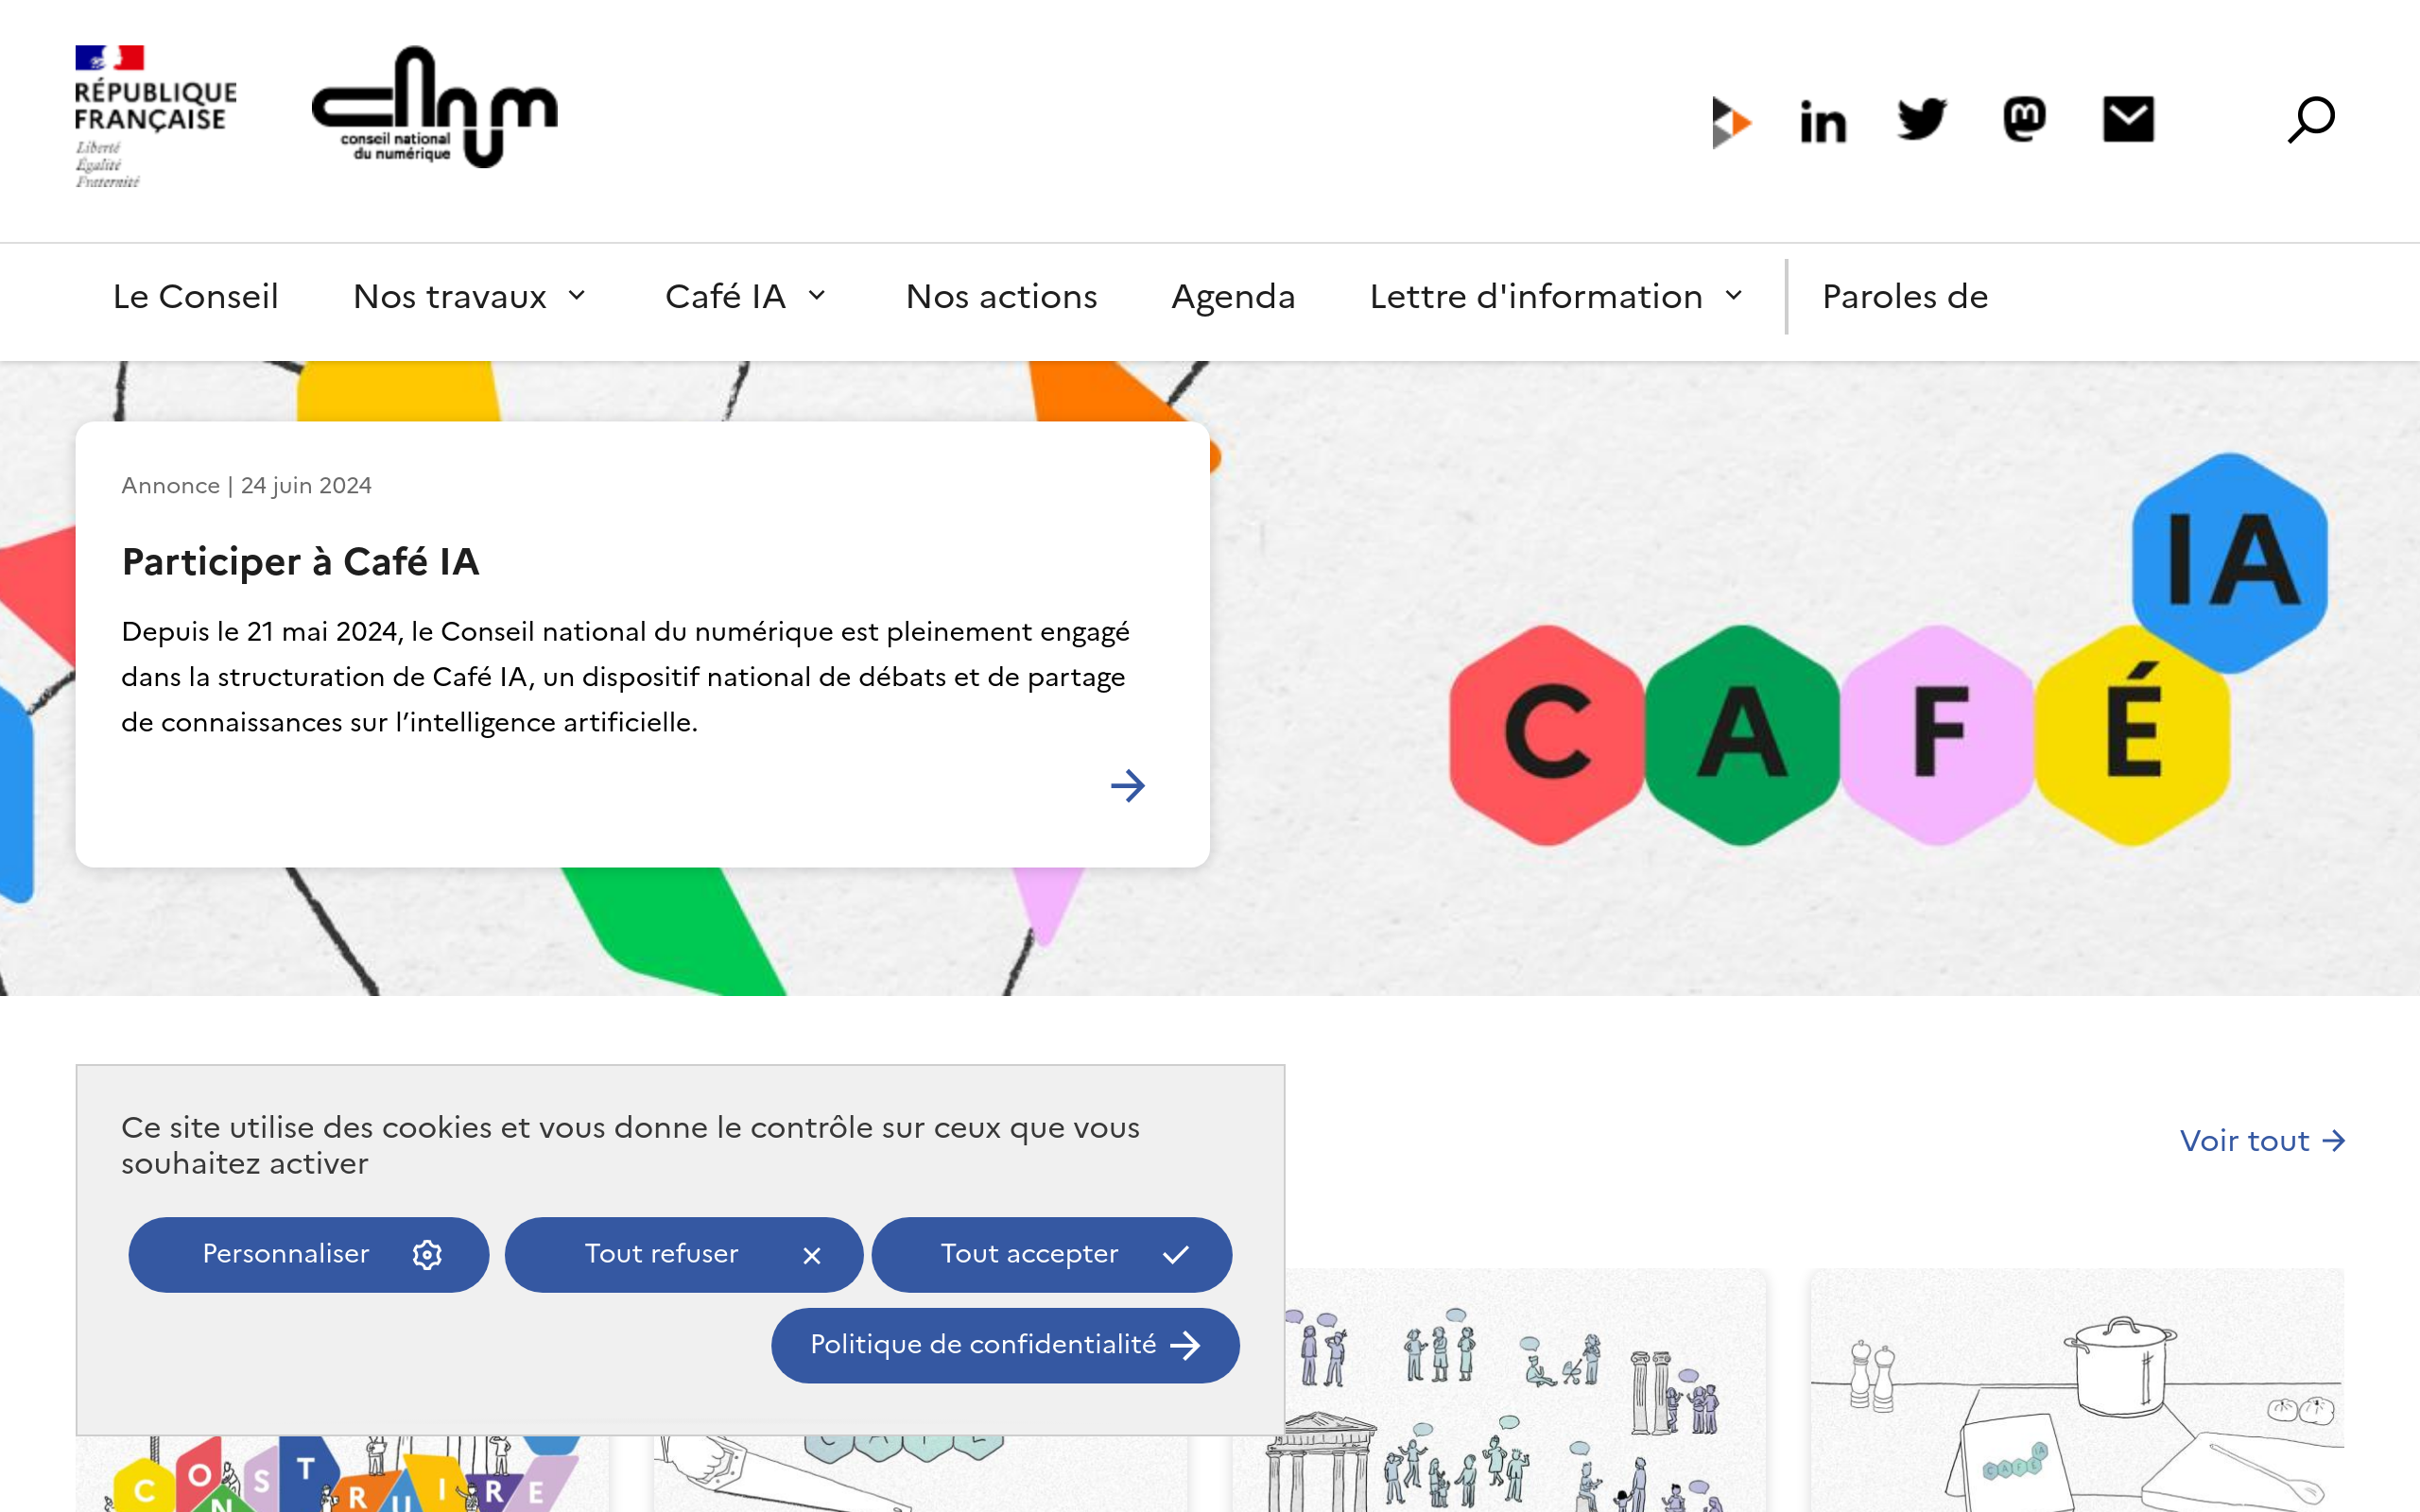 RÉPUBLIQUE
FRANÇAISE
Liberté
Égalité
Fraternité
cnnum
conseil national
du numérique
Le Conseil
Nos travaux
Café IA
Nos actions
Agenda
Lettre d'information
Paroles de
Annonce | 24 juin 2024
Participer à Café IA
Depuis le 21 mai 2024, le Conseil national du numérique est pleinement engagé
dans la structuration de Café IA, un dispositif national de débats et de partage
de connaissances sur l’intelligence artificielle.
IA
CAFÉ
Ce site utilise des cookies et vous donne le contrôle sur ceux que vous
souhaitez activer
Voir tout
Personnaliser
Tout refuser
Tout accepter
Politique de confidentialité
CONSTRUIRE
CAFE
CAFÉ IA